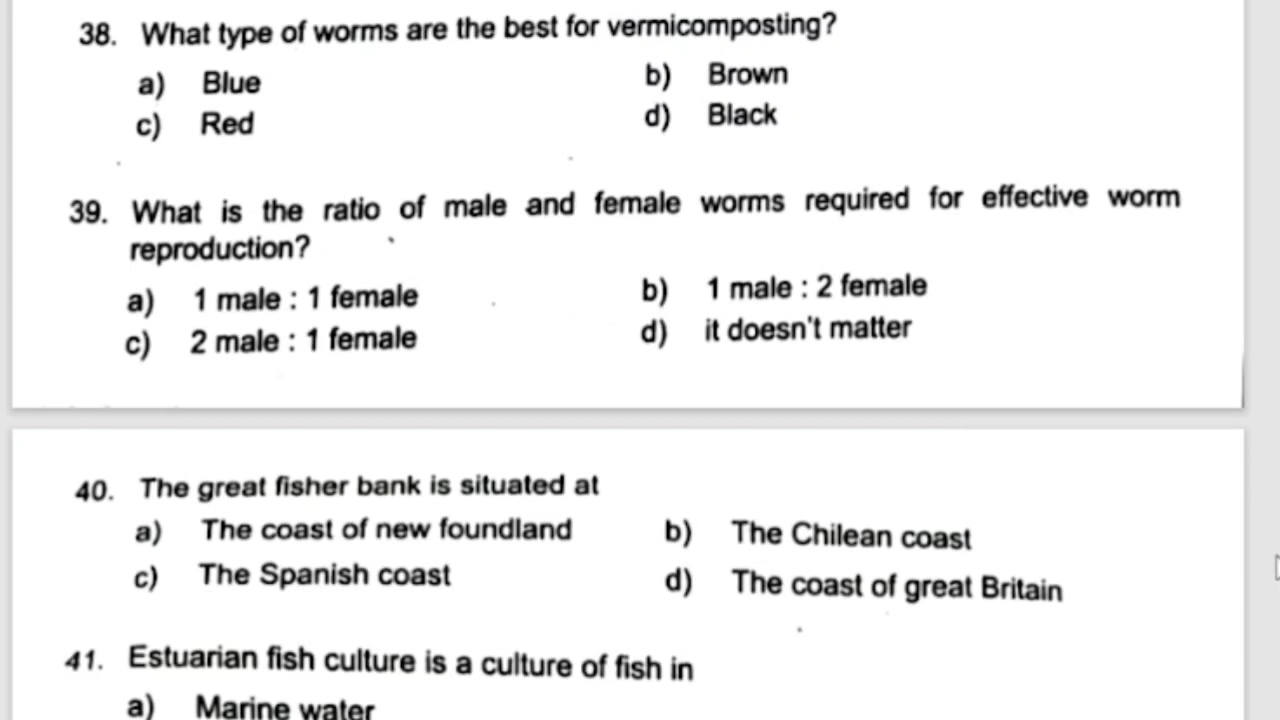 38. What type of worms are the best for vermicomposting?
a) Blue b) Brown
c) Red d) Black
39. What is the ratio of male and female worms required for effective worm
reproduction?
a) 1 male : 1 female b) 1 male : 2 female
c) 2 male : 1 female d) it doesn't matter
40. The great fisher bank is situated at
a) The coast of new foundland b) The Chilean coast
c) The Spanish coast d) The coast of great Britain
41. Estuarian fish culture is a culture of fish in
a) Marine water